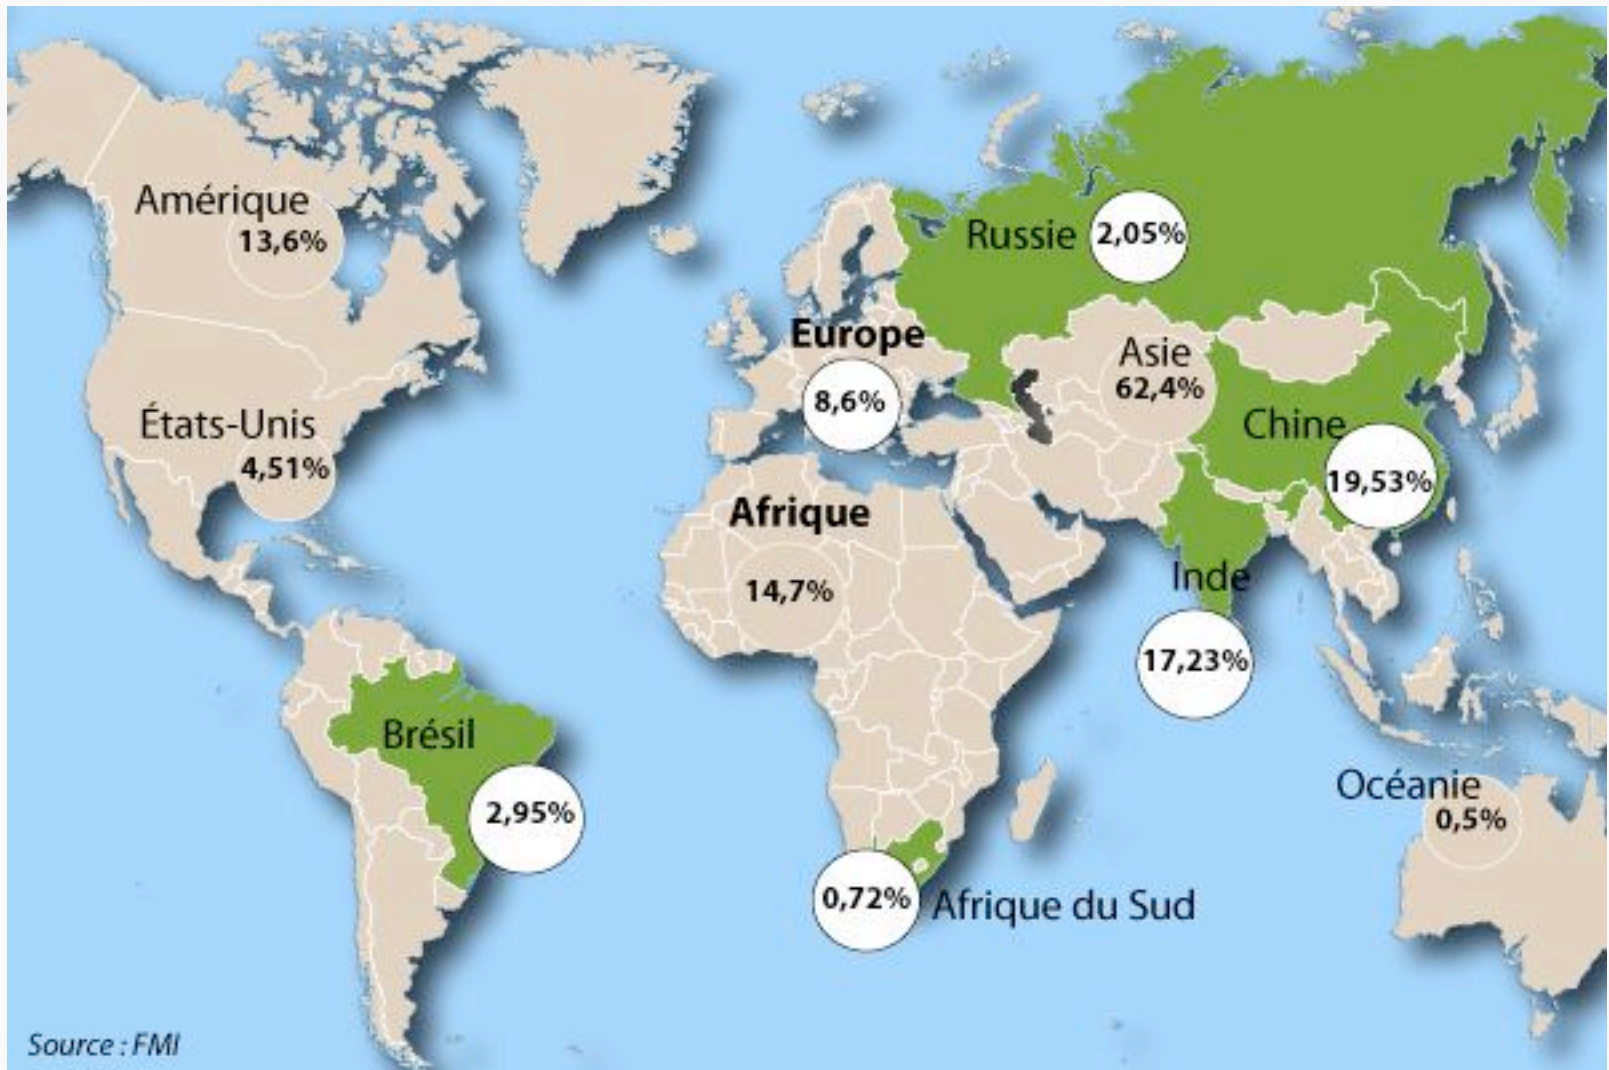 Amérique
13,6%
Russie
2,05%
Europe
8,6%
Asie
62,4%
États-Unis
4,51%
Chine
19,53%
Afrique
14,7%
Inde
17,23%
Brésil
2,95%
Océanie
0,5%
0,72%
Afrique du Sud
Source : FMI